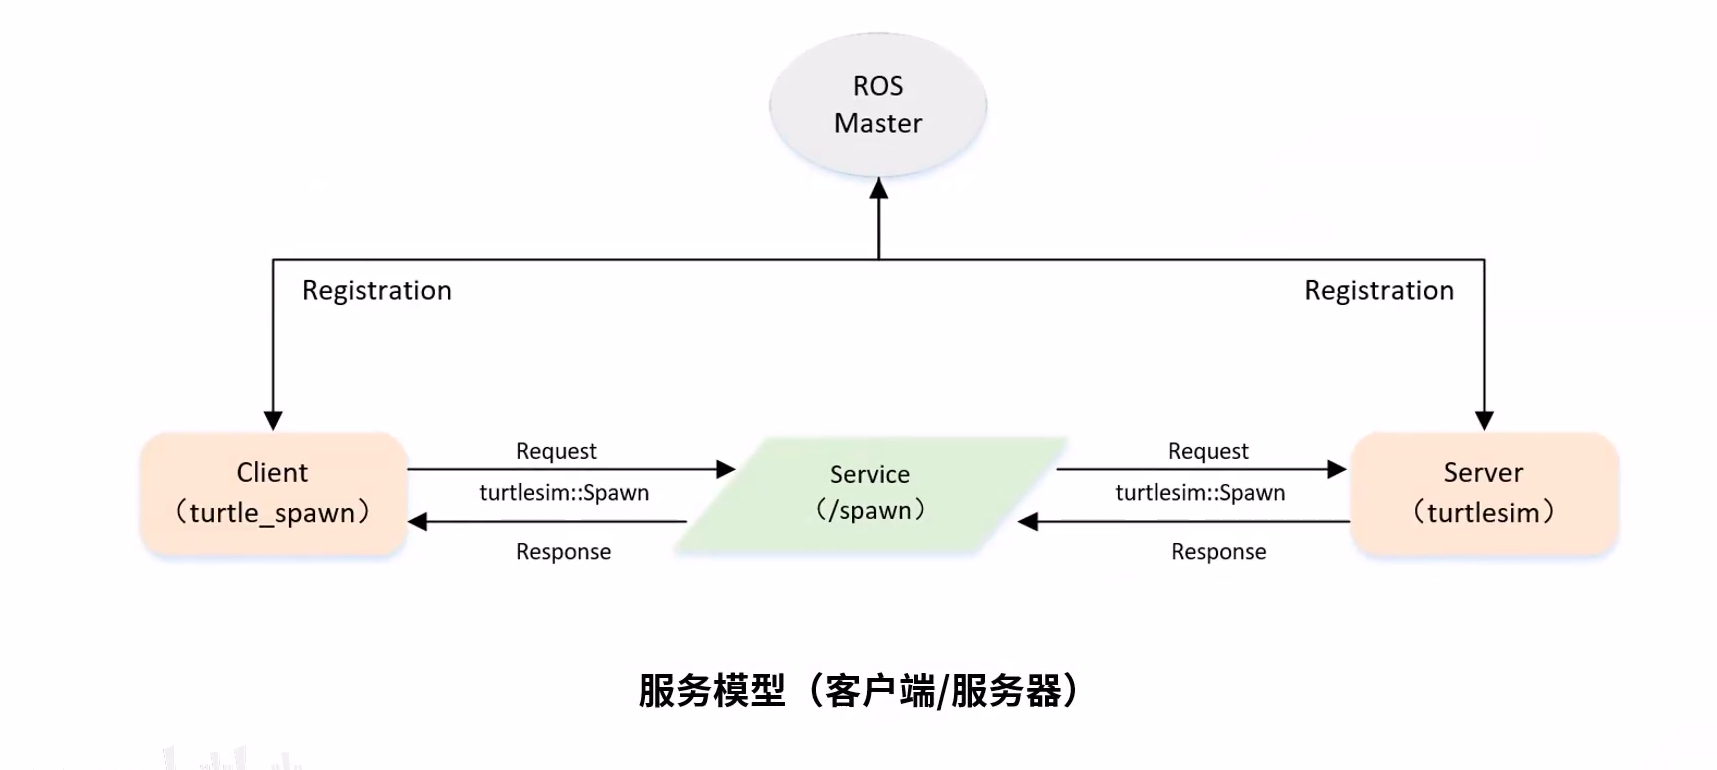 ROS
Master
Registration
Registration
Client
（turtle_spawn）
Request
turtlesim::Spawn
Response
Service
（/spawn）
Request
turtlesim::Spawn
Response
Server
（turtlesim）
服务模型（客户端/服务器）